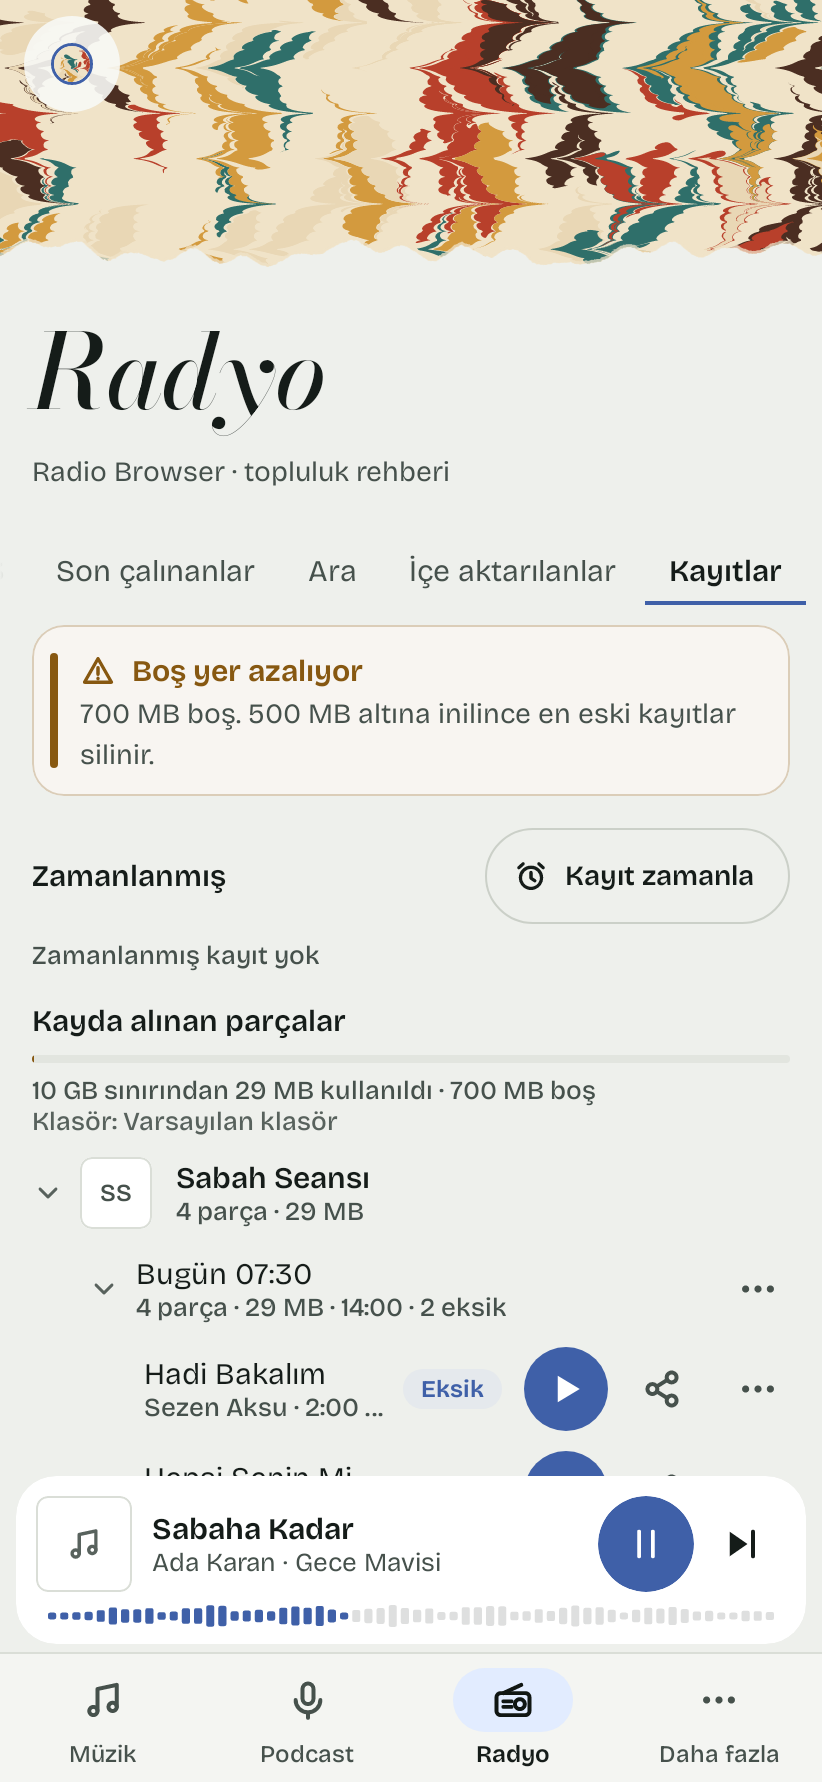 Radyo
Radio Browser · topluluk rehberi
Son çalınanlar
Ara
İçe aktarılanlar
Kayıtlar
Boş yer azalıyor
700 MB boş. 500 MB altına inilince en eski kayıtlar
silinir.
Zamanlanmış
Kayıt zamanla
Zamanlanmış kayıt yok
Kayda alınan parçalar
10 GB sınırından 29 MB kullanıldı · 700 MB boş
Klasör: Varsayılan klasör
SS
Sabah Seansı
4 parça · 29 MB
Bugün 07:30
4 parça · 29 MB · 14:00 · 2 eksik
Hadi Bakalım
Sezen Aksu · 2:00 ...
Eksik
Hepsi Senin Mi
Sabaha Kadar
Ada Karan · Gece Mavisi
Müzik
Podcast
Radyo
Daha fazla